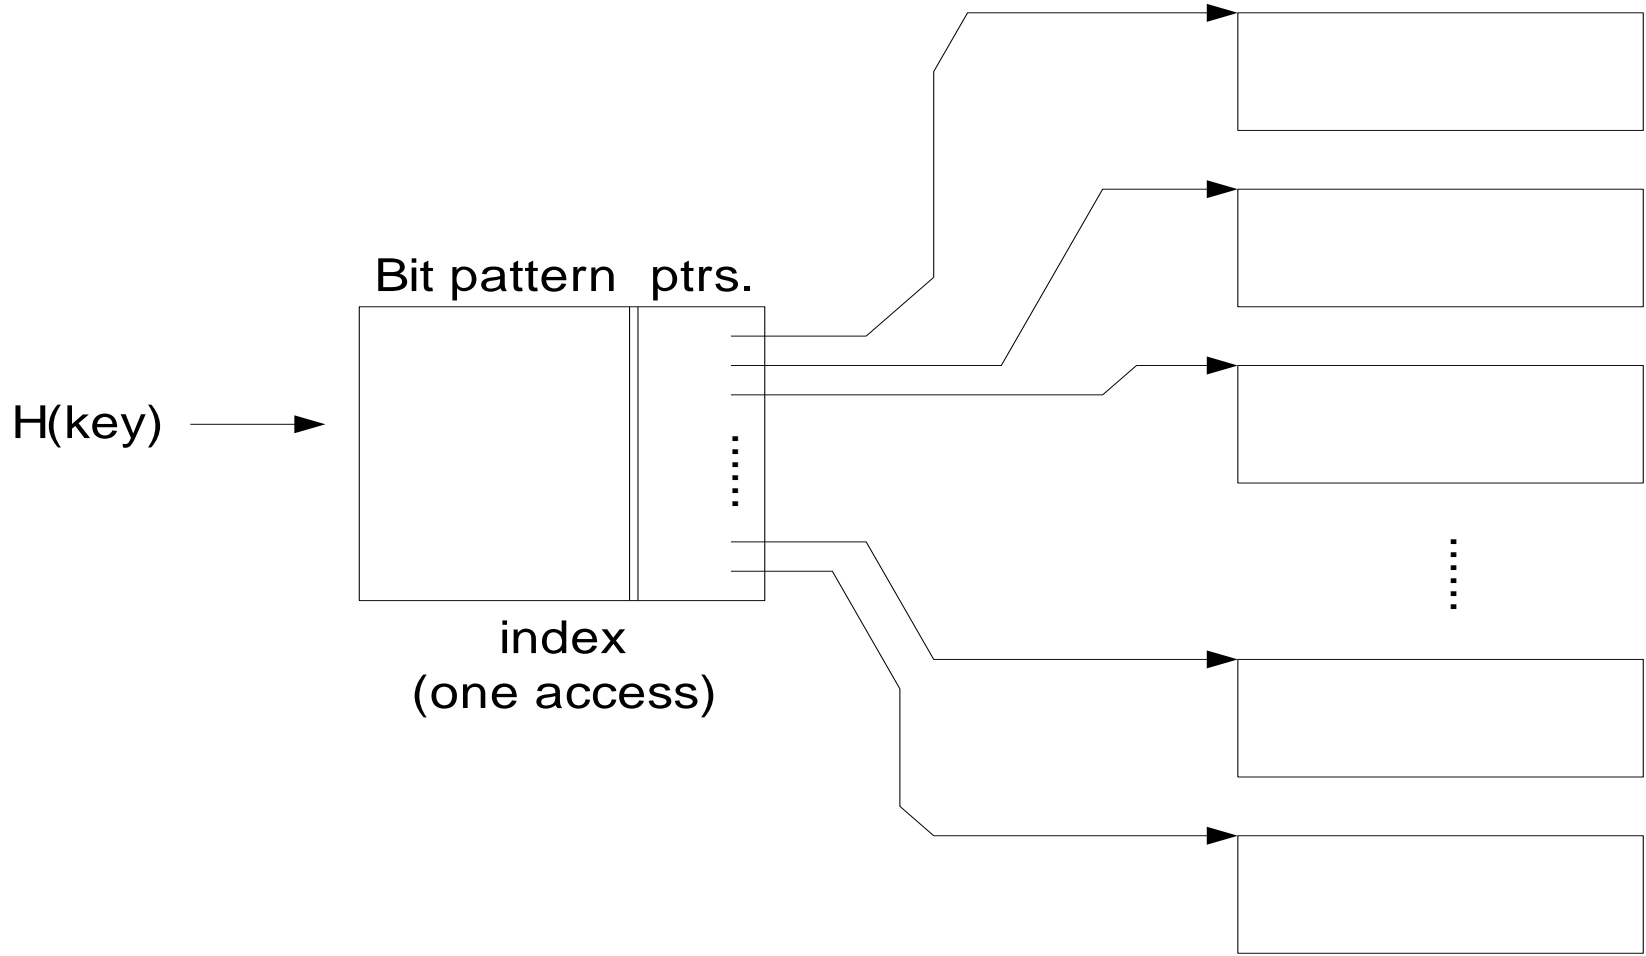 Bit pattern ptrs.
H(key)
index
(one access)